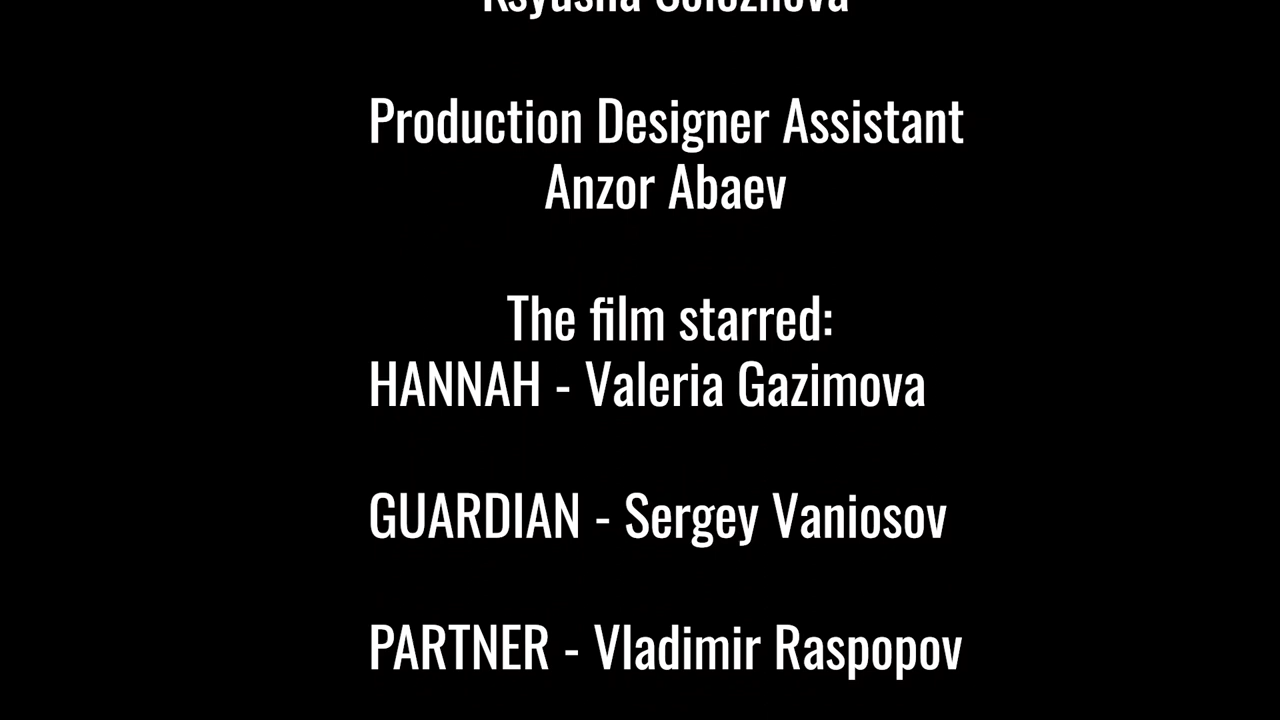 Production Designer Assistant
Anzor Abaev
The film starred:
HANNAH - Valeria Gazimova
GUARDIAN - Sergey Vaniosov
PARTNER - Vladimir Raspopov